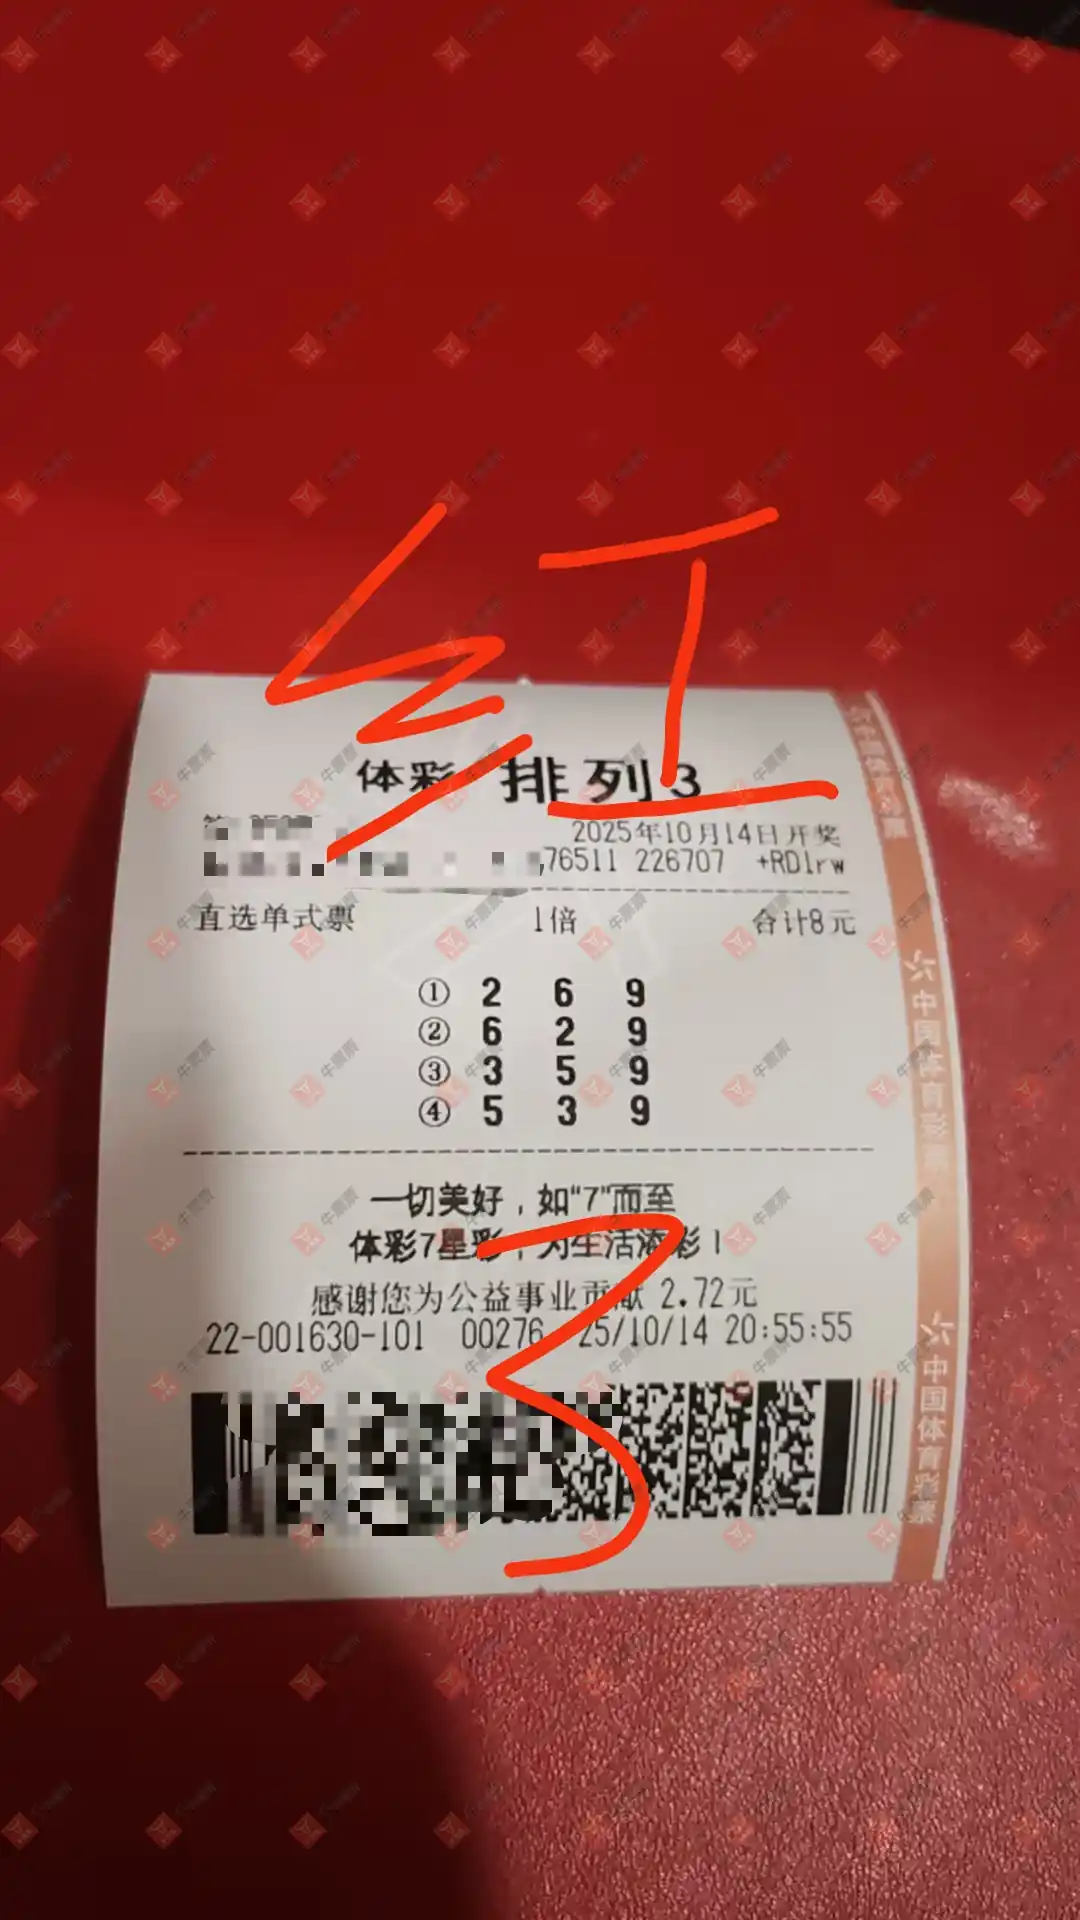 红
体彩 排列3
2025年10月14日开奖
76511 226707 +RD1rw
直选单式票 1倍 合计8元
① 2 6 9
② 6 2 9
③ 3 5 9
④ 5 3 9
一切美好，如“7”而至
体彩7星彩，为生活添彩！
感谢您为公益事业贡献 2.72元
22-001630-101 00276 25/10/14 20:55:55
3
中国体育彩票
中国体育彩票
牛票票